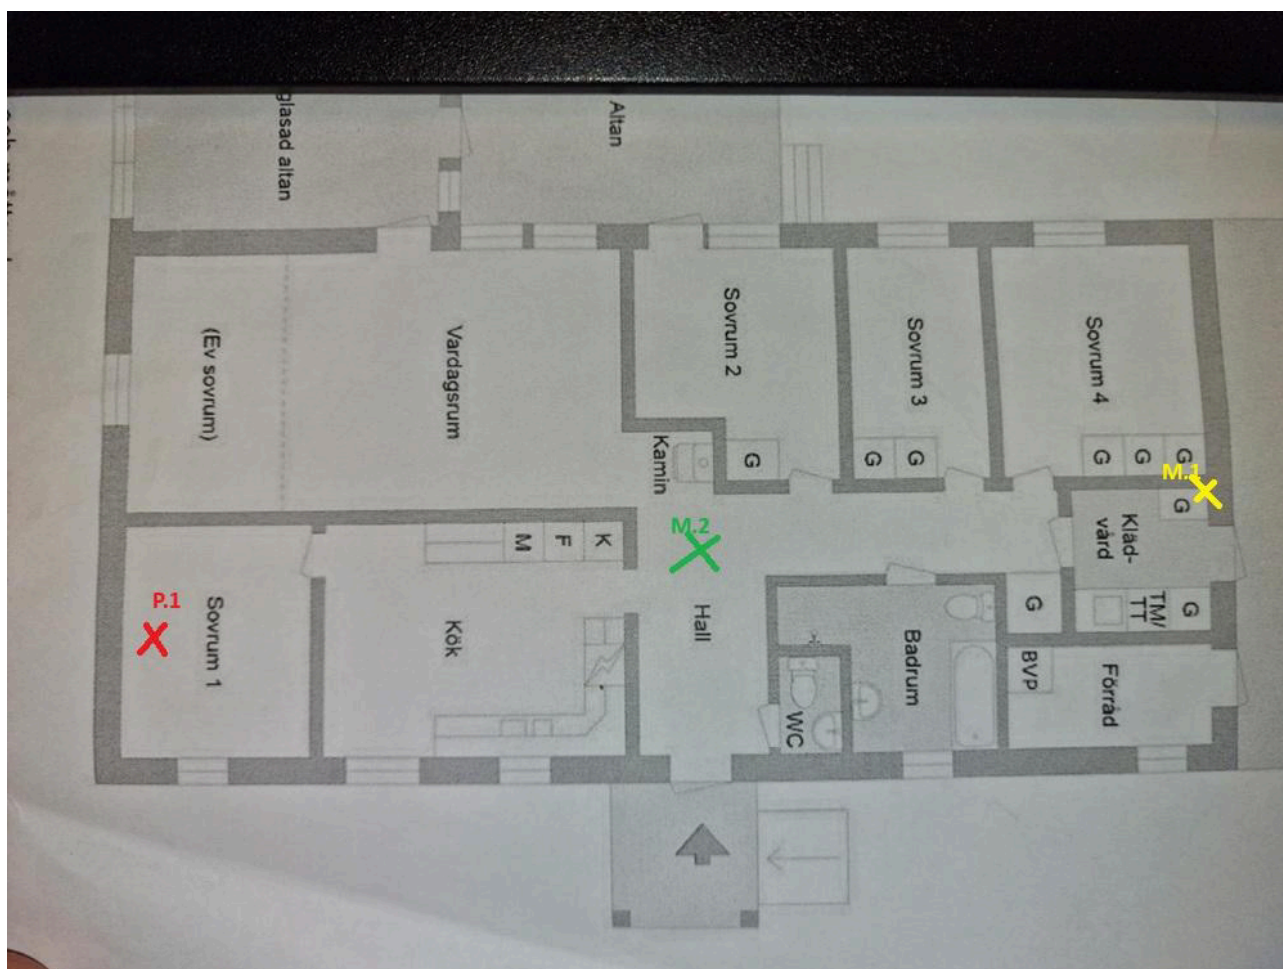 glasad altan
Altan
(Ev sovrum)
Vardagsrum
Sovrum 2
Sovrum 3
Sovrum 4
Kamin
G
G
G
G
G
G
M.1
G
Kläd-
vård
M.2
M
F
K
P.1
Sovrum 1
Kök
Hall
Badrum
G
TM/
TT
G
BVP
Förråd
WC